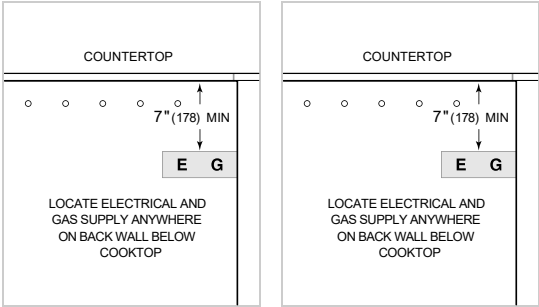 COUNTERTOP
7"(178) MIN
E G
LOCATE ELECTRICAL AND
GAS SUPPLY ANYWHERE
ON BACK WALL BELOW
COOKTOP
COUNTERTOP
7"(178) MIN
E G
LOCATE ELECTRICAL AND
GAS SUPPLY ANYWHERE
ON BACK WALL BELOW
COOKTOP